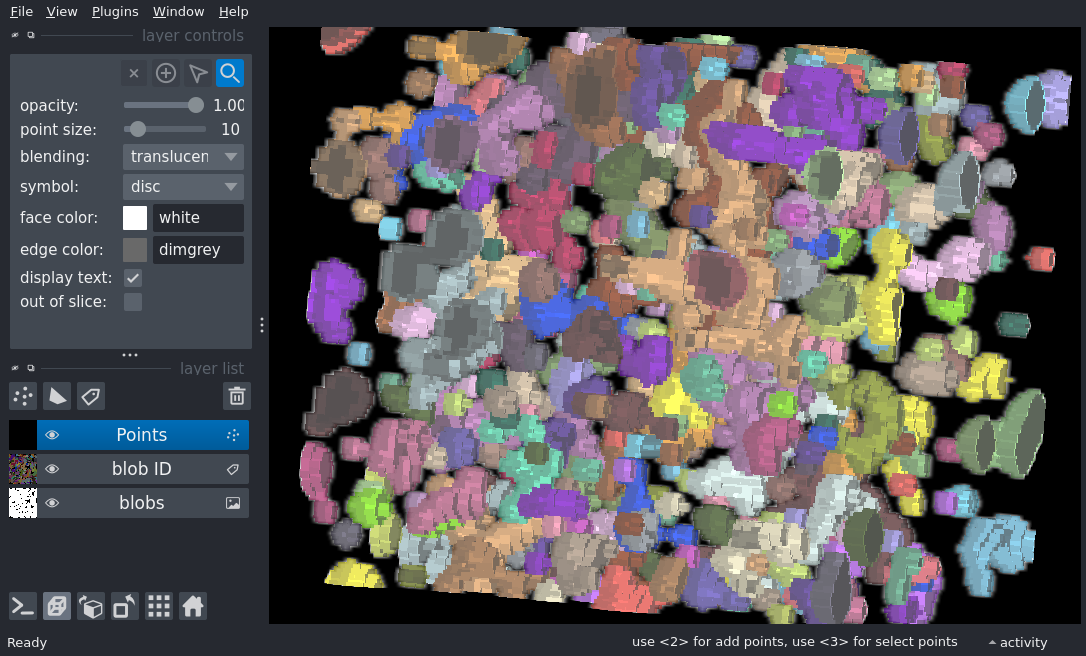 File View Plugins Window Help
layer controls
opacity: 1.00
point size: 10
blending: translucen
symbol: disc
face color: white
edge color: dimgrey
display text:
out of slice:
layer list
Points
blob ID
blobs
Ready
use <2> for add points, use <3> for select points
activity